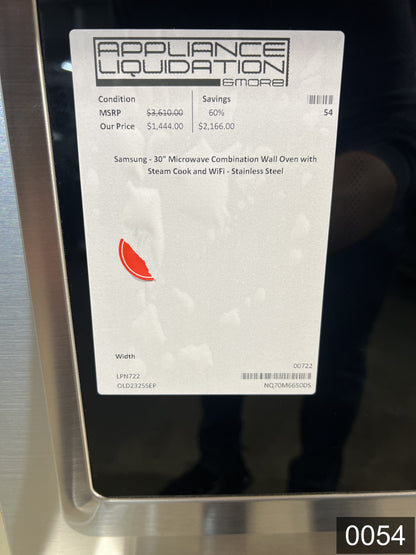 APPLIANCE
LIQUIDATION
&MORE
Condition Savings
MSRP $3,610.00 60% 54
Our Price $1,444.00 $2,166.00
Samsung - 30" Microwave Combination Wall Oven with
Steam Cook and WiFi - Stainless Steel
Width
00722
LPN722
OLD23255EP NQ70M6650DS
0054